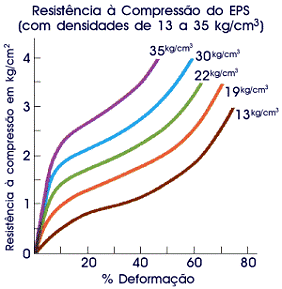 Resistência à Compressão do EPS
(com densidades de 13 a 35 kg/cm³)
Resistência à compressão em kg/cm²
4
3
2
1
0
35kg/cm³
30kg/cm³
22kg/cm³
19kg/cm³
13kg/cm³
20
40
60
80
% Deformação